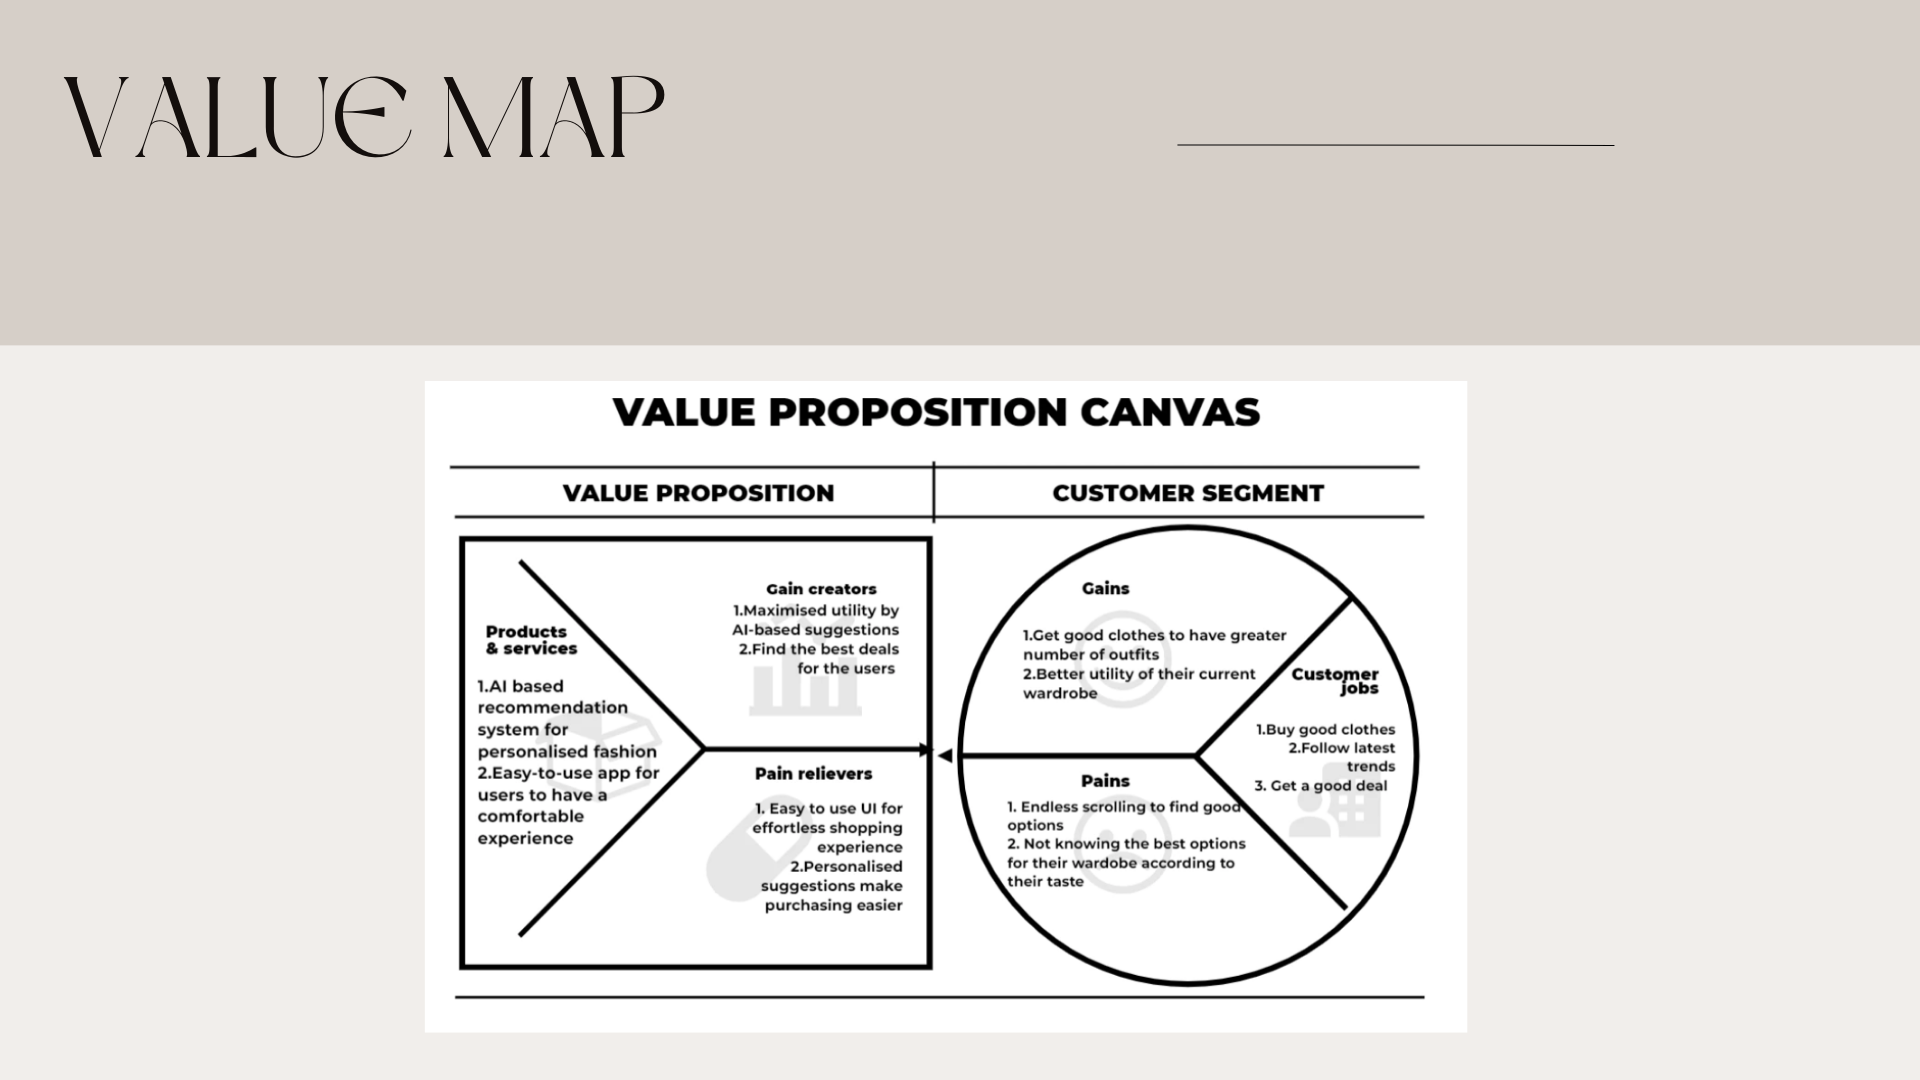 VALUE MAP
VALUE PROPOSITION CANVAS
VALUE PROPOSITION
CUSTOMER SEGMENT
Products
& services
1.AI based
recommendation
system for
personalised fashion
2.Easy-to-use app for
users to have a
comfortable
experience
Gain creators
1.Maximised utility by
AI-based suggestions
2.Find the best deals
for the users
Pain relievers
1. Easy to use UI for
effortless shopping
experience
2.Personalised
suggestions make
purchasing easier
Gains
1.Get good clothes to have greater
number of outfits
2.Better utility of their current
wardrobe
Pains
1. Endless scrolling to find good
options
2. Not knowing the best options
for their wardobe according to
their taste
Customer
jobs
1.Buy good clothes
2.Follow latest
trends
3. Get a good deal